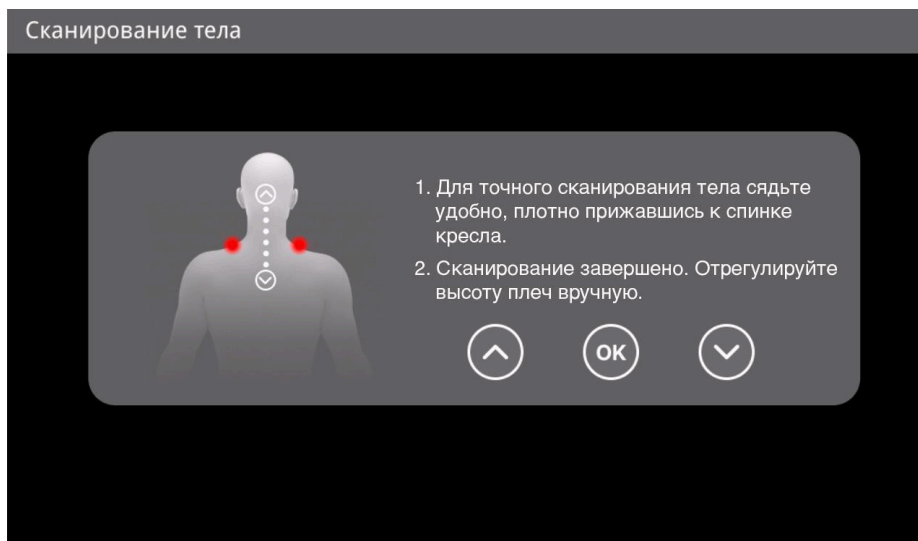 Сканирование тела
1. Для точного сканирования тела сядьте
удобно, плотно прижавшись к спинке
кресла.
2. Сканирование завершено. Отрегулируйте
высоту плеч вручную.
OK